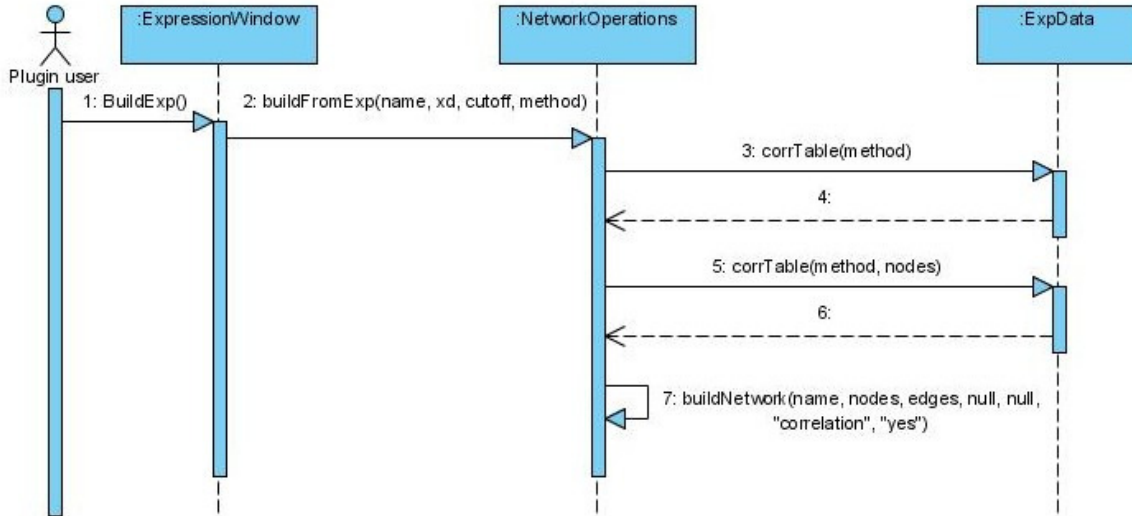 :ExpressionWindow
:NetworkOperations
:ExpData
Plugin user
1: BuildExp()
2: buildFromExp(name, xd, cutoff, method)
3: corrTable(method)
4:
5: corrTable(method, nodes)
6:
7: buildNetwork(name, nodes, edges, null, null,
"correlation", "yes")